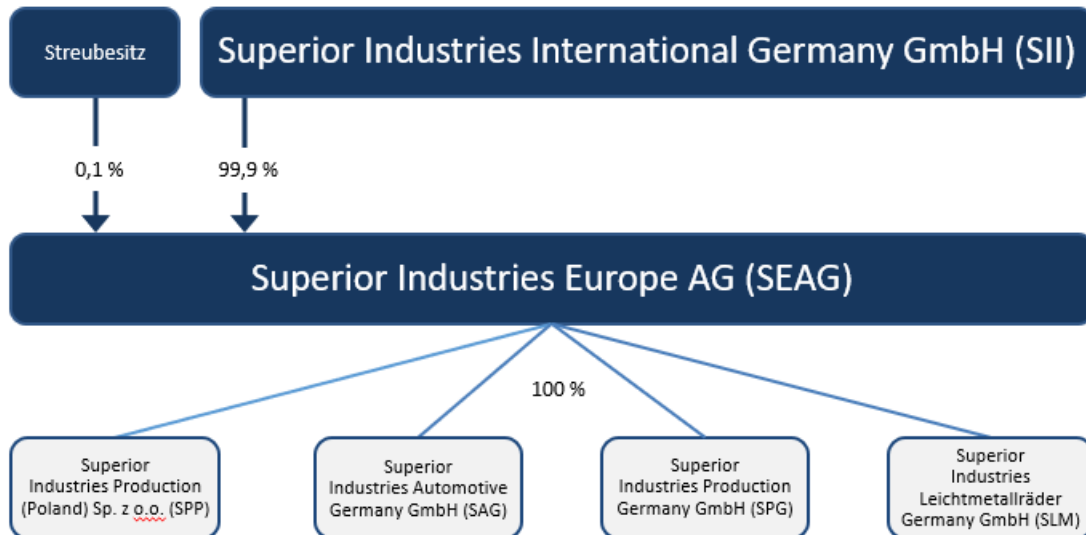 Streubesitz
Superior Industries International Germany GmbH (SII)
0,1 %
99,9 %
Superior Industries Europe AG (SEAG)
100 %
Superior
Industries Production
(Poland) Sp. z o.o. (SPP)
Superior
Industries Automotive
Germany GmbH (SAG)
Superior
Industries Production
Germany GmbH (SPG)
Superior
Industries
Leichtmetallräder
Germany GmbH (SLM)